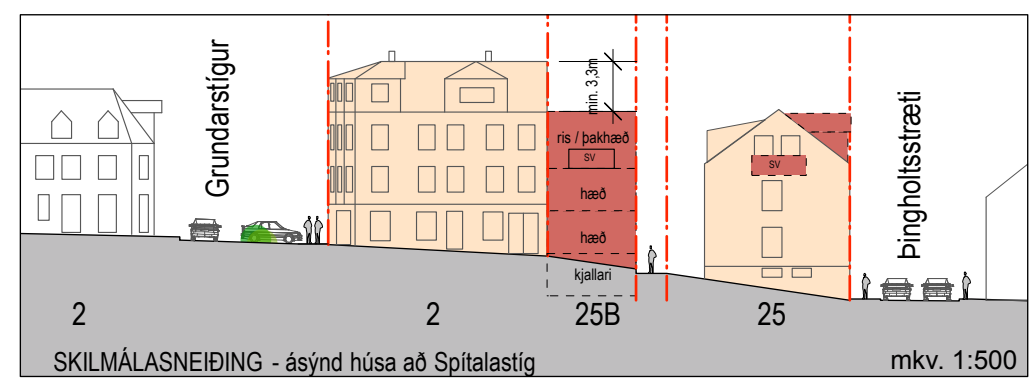 Grundarstígur
min. 3,3m
ris / þakhæð
sv
hæð
hæð
kjallari
sv
Þingholtsstræti
2
2
25B
25
SKILMÁLASNEIÐING - ásýnd húsa að Spítalastíg
mkv. 1:500